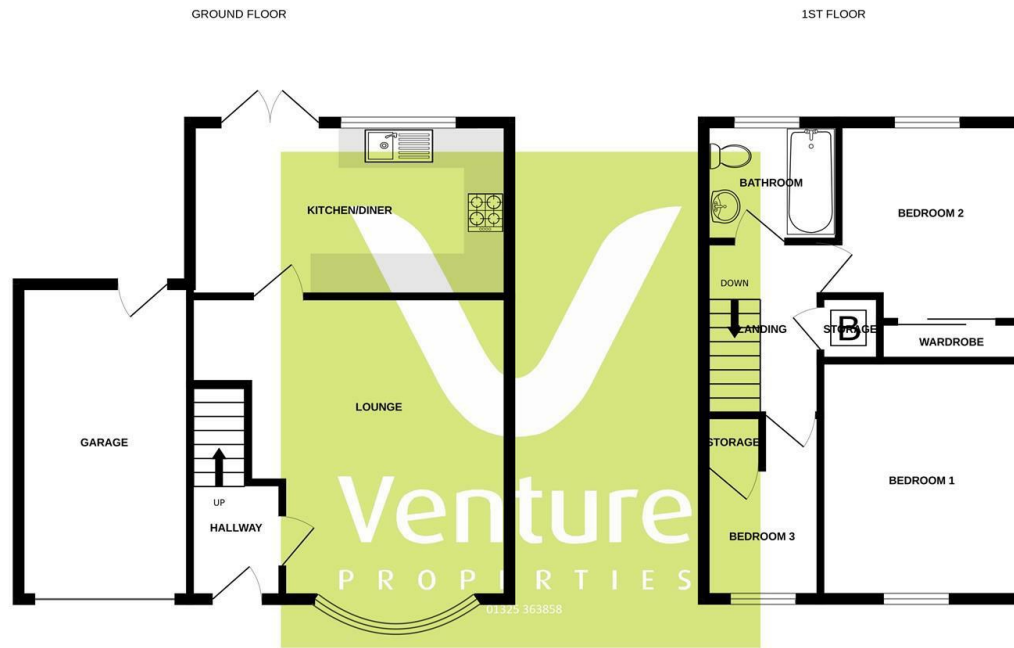 GROUND FLOOR
1ST FLOOR
KITCHEN/DINER
BATHROOM
BEDROOM 2
DOWN
LANDING
STORAGE
B
WARDROBE
LOUNGE
GARAGE
STORAGE
BEDROOM 1
UP
HALLWAY
BEDROOM 3
Venture
PROPERTIES
01325 363858